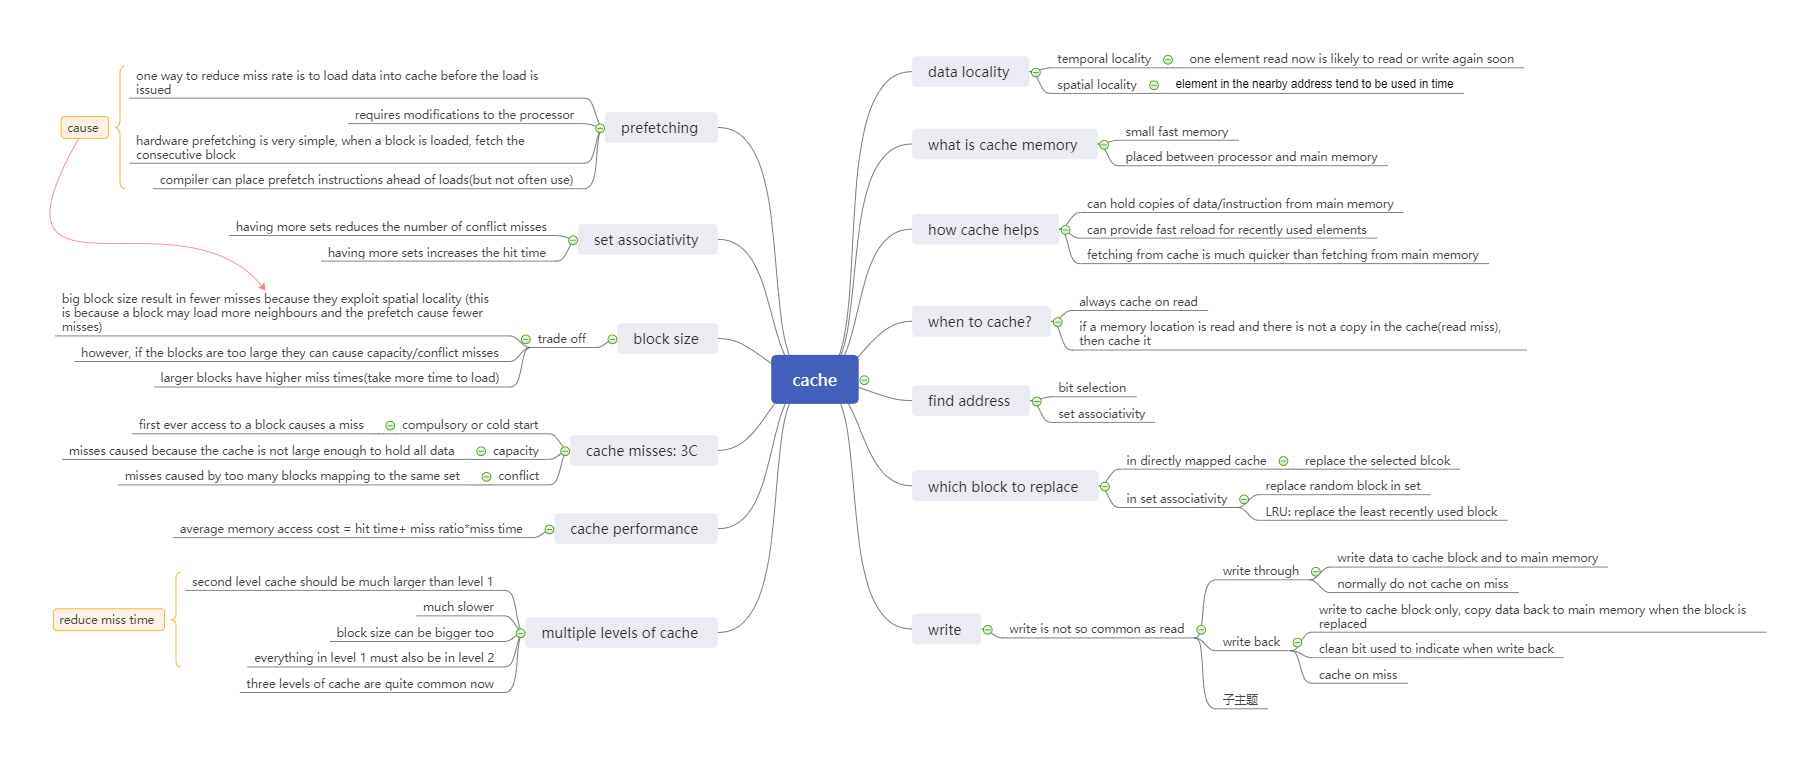 cache
data locality
temporal locality
one element read now is likely to read or write again soon
spatial locality
element in the nearby address tend to be used in time
what is cache memory
small fast memory
placed between processor and main memory
how cache helps
can hold copies of data/instruction from main memory
can provide fast reload for recently used elements
fetching from cache is much quicker than fetching from main memory
when to cache?
always cache on read
if a memory location is read and there is not a copy in the cache(read miss),
then cache it
find address
bit selection
set associativity
which block to replace
in directly mapped cache
replace the selected blcok
in set associativity
replace random block in set
LRU: replace the least recently used block
write
write is not so common as read
write through
write data to cache block and to main memory
normally do not cache on miss
write back
write to cache block only, copy data back to main memory when the block is
replaced
clean bit used to indicate when write back
cache on miss
子主题
prefetching
one way to reduce miss rate is to load data into cache before the load is
issued
requires modifications to the processor
hardware prefetching is very simple, when a block is loaded, fetch the
consecutive block
compiler can place prefetch instructions ahead of loads(but not often use)
cause
set associativity
having more sets reduces the number of conflict misses
having more sets increases the hit time
block size
trade off
big block size result in fewer misses because they exploit spatial locality (this
is because a block may load more neighbours and the prefetch cause fewer
misses)
however, if the blocks are too large they can cause capacity/conflict misses
larger blocks have higher miss times(take more time to load)
cache misses: 3C
compulsory or cold start
first ever access to a block causes a miss
capacity
misses caused because the cache is not large enough to hold all data
conflict
misses caused by too many blocks mapping to the same set
cache performance
average memory access cost = hit time+ miss ratio*miss time
multiple levels of cache
second level cache should be much larger than level 1
much slower
block size can be bigger too
everything in level 1 must also be in level 2
three levels of cache are quite common now
reduce miss time